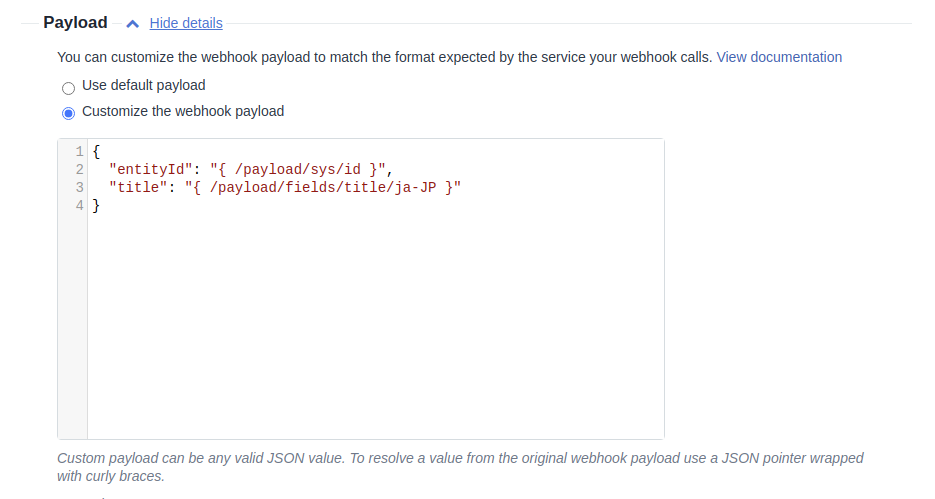 Payload Hide details
You can customize the webhook payload to match the format expected by the service your webhook calls. View documentation
Use default payload
Customize the webhook payload
1 {
2 "entityId": "{ /payload/sys/id }",
3 "title": "{ /payload/fields/title/ja-JP }"
4 }
Custom payload can be any valid JSON value. To resolve a value from the original webhook payload use a JSON pointer wrapped
with curly braces.